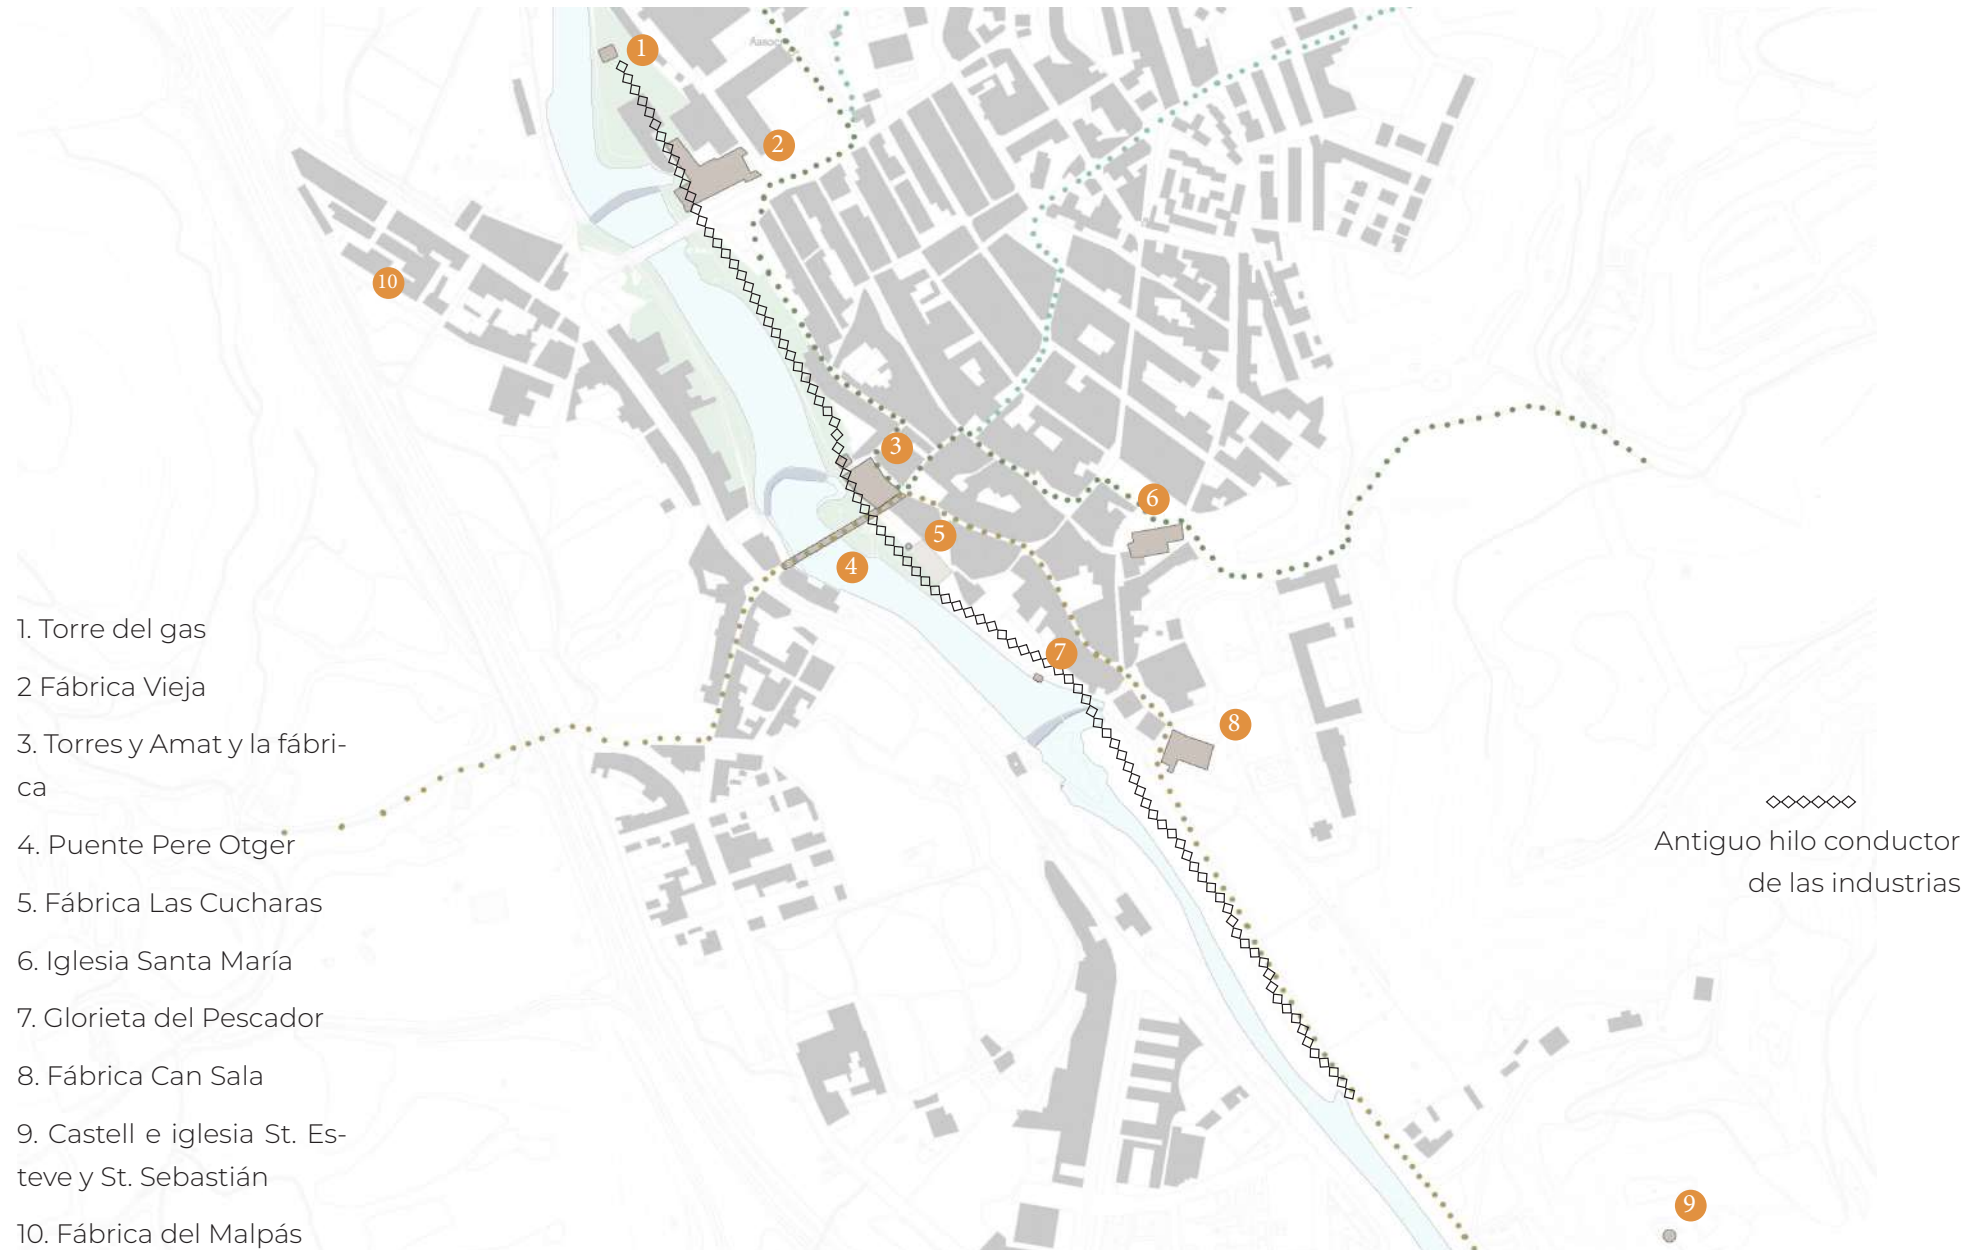 1
2
10
3
6
5
4
7
8
9
1. Torre del gas
2 Fábrica Vieja
3. Torres y Amat y la fábri-
ca
4. Puente Pere Otger
5. Fábrica Las Cucharas
6. Iglesia Santa María
7. Glorieta del Pescador
8. Fábrica Can Sala
9. Castell e iglesia St. Es-
teve y St. Sebastián
10. Fábrica del Malpás
Antiguo hilo conductor
de las industrias